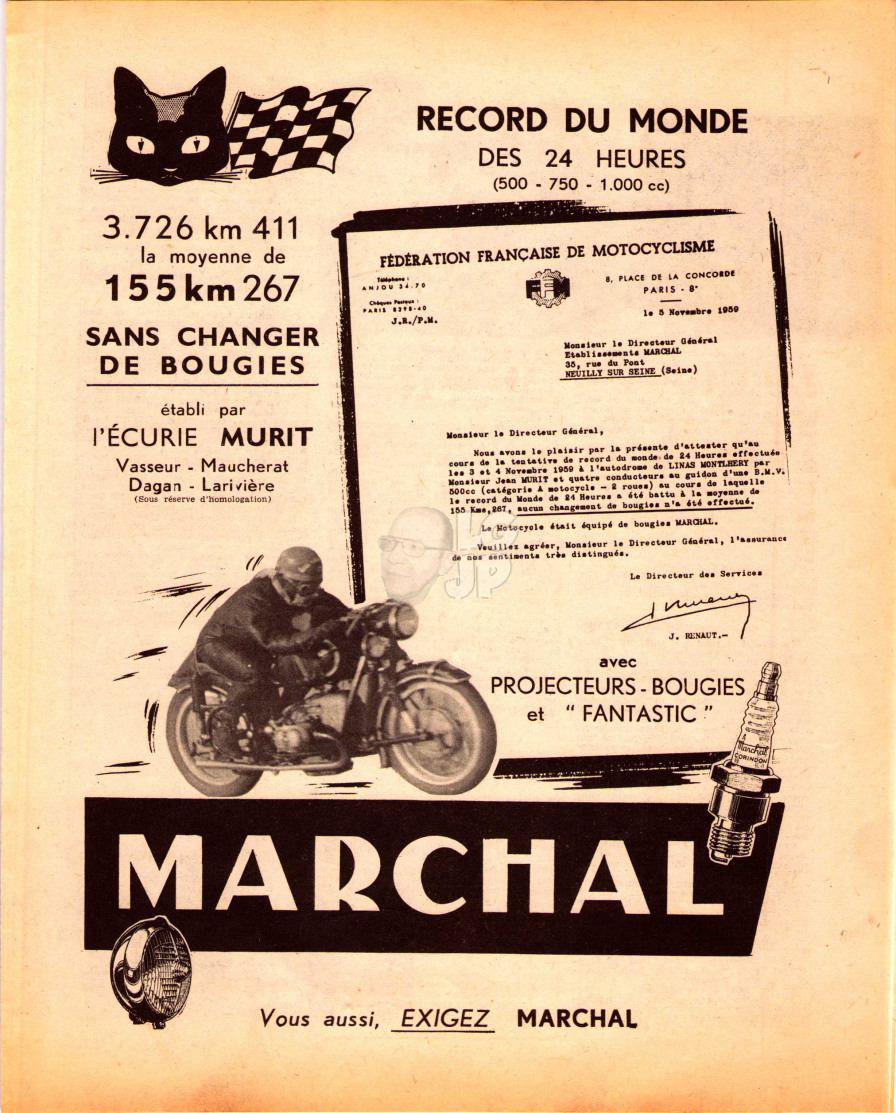 RECORD DU MONDE
DES 24 HEURES
(500 - 750 - 1.000 cc)
3.726 km 411
la moyenne de
155 km 267
SANS CHANGER
DE BOUGIES
établi par
l'ÉCURIE MURIT
Vasseur - Maucherat
Dagan - Larivière
(Sous réserve d'homologation)
FÉDÉRATION FRANÇAISE DE MOTOCYCLISME
Téléphone :
ANJOU 34.70
Chèques Postaux :
PARIS 5298-40
J.R./P.M.
FFM
8, PLACE DE LA CONCORDE
PARIS - 8e
le 5 Novembre 1959
Monsieur le Directeur Général
Etablissements MARCHAL
35, rue du Pont
NEUILLY SUR SEINE (Seine)
Monsieur le Directeur Général,
Nous avons le plaisir par la présente d'attester qu'au
cours de la tentative de record du monde de 24 Heures effectuée
les 3 et 4 Novembre 1959 à l'autodrome de LINAS MONTLHERY par
Monsieur Jean MURIT et quatre conducteurs au guidon d'une B.M.V.
500cc (catégorie A motocycle - 2 roues) au cours de laquelle
le record du Monde de 24 Heures a été battu à la moyenne de
155 Kms,267, aucun changement de bougies n'a été effectué.
Le Motocycle était équipé de bougies MARCHAL.
Veuillez agréer, Monsieur le Directeur Général, l'assurance
de nos sentiments très distingués.
Le Directeur des Services
J. RENAUT.-
avec
PROJECTEURS - BOUGIES
et " FANTASTIC "
Marchal
CORINDON
MARCHAL
Vous aussi, EXIGEZ MARCHAL